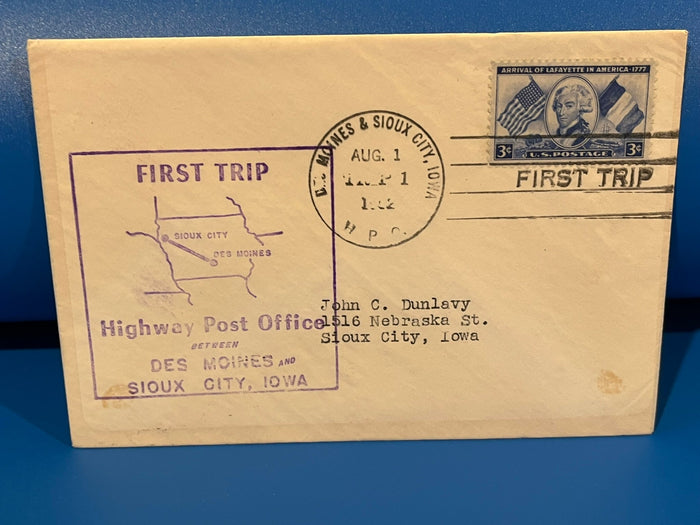 ARRIVAL OF LAFAYETTE IN AMERICA-1777
3¢ U.S. POSTAGE 3¢
FIRST TRIP
MOINES & SIOUX CITY, IOWA
AUG. 1
1
H. P. O.
FIRST TRIP
SIOUX CITY
DES MOINES
Highway Post Office
BETWEEN
DES MOINES AND
SIOUX CITY, IOWA
John C. Dunlavy
1516 Nebraska St.
Sioux City, Iowa